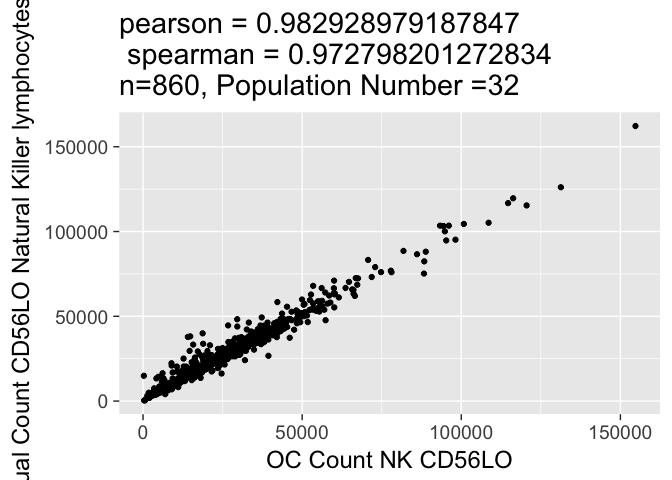 pearson = 0.982928979187847
spearman = 0.972798201272834
n=860, Population Number =32
ual Count CD56LO Natural Killer lymphocytes
150000
100000
50000
0
0 50000 100000 150000
OC Count NK CD56LO